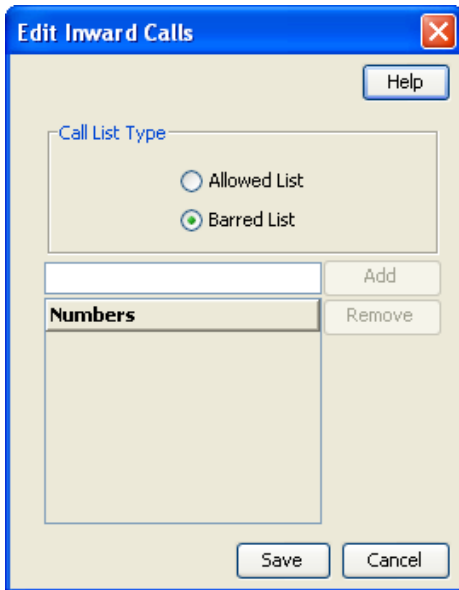 Edit Inward Calls
Help
Call List Type
Allowed List
Barred List
Add
Numbers
Remove
Save Cancel